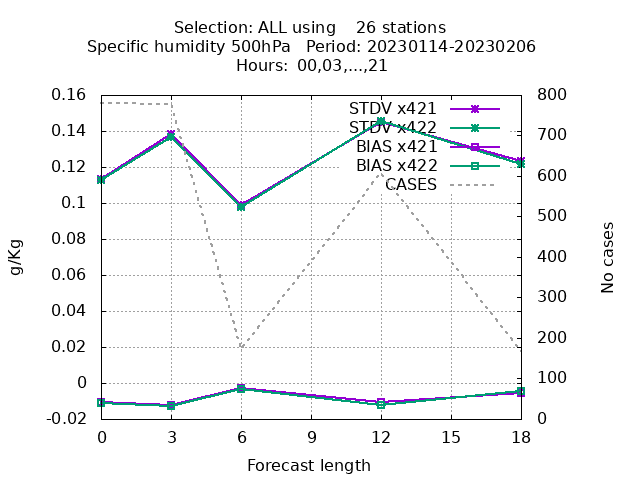 Selection: ALL using    26 stations
Specific humidity 500hPa   Period: 20230114-20230206
Hours: 00,03,...,21
0.16
0.14
0.12
0.1
0.08
0.06
0.04
0.02
0
-0.02
g/Kg
STDV x421
STDV x422
BIAS x421
BIAS x422
CASES
800
700
600
500
400
300
200
100
0
No cases
0 3 6 9 12 15 18
Forecast length